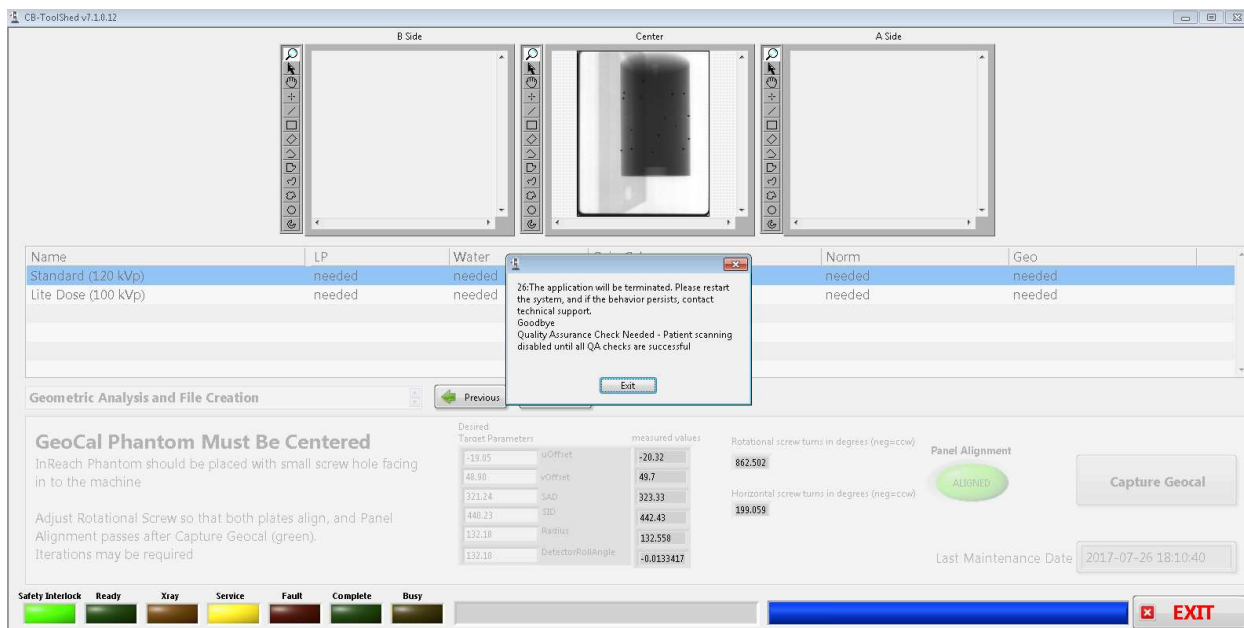 CB-ToolShed v7.1.0.12
B Side
Center
A Side
Name LP Water Norm Geo
Standard (120 kVp) needed needed needed needed
Lite Dose (100 kVp) needed needed needed needed
26:The application will be terminated. Please restart
the system, and if the behavior persists, contact
technical support.
Goodbye
Quality Assurance Check Needed - Patient scanning
disabled until all QA checks are successful
Exit
Geometric Analysis and File Creation
Previous
GeoCal Phantom Must Be Centered
InReach Phantom should be placed with small screw hole facing
in to the machine
Adjust Rotational Screw so that both plates align, and Panel
Alignment passes after Capture Geocal (green).
Iterations may be required
Desired
Target Parameters measured values
-19.05 uOffset -20.32
48.90 vOffset 49.7
321.24 SAD 323.33
440.23 SID 442.43
132.18 Radius 132.558
132.18 DetectorRollAngle -0.0133417
Rotational screw turns in degrees (neg=ccw)
862.502
Horizontal screw turns in degrees (neg=ccw)
199.059
Panel Alignment
ALIGNED
Capture Geocal
Last Maintenance Date 2017-07-26 18:10:40
Safety Interlock Ready Xray Service Fault Complete Busy
EXIT